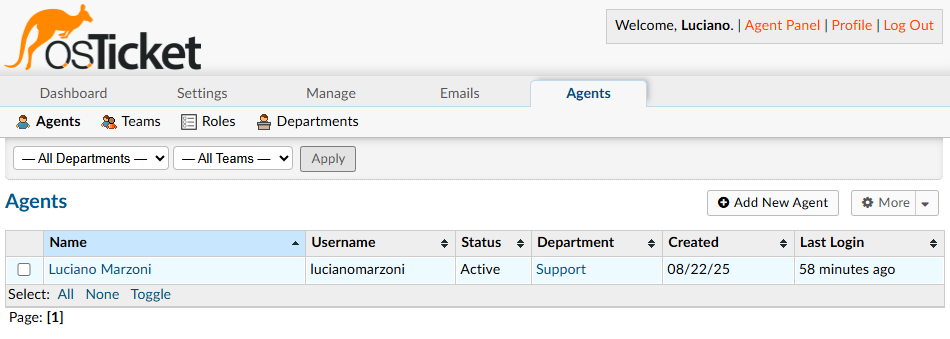 osTicket
Welcome, Luciano. | Agent Panel | Profile | Log Out
Dashboard Settings Manage Emails Agents
Agents Teams Roles Departments
— All Departments — — All Teams — Apply
Agents
Add New Agent More
Name Username Status Department Created Last Login
Luciano Marzoni lucianomarzoni Active Support 08/22/25 58 minutes ago
Select: All None Toggle
Page: [1]